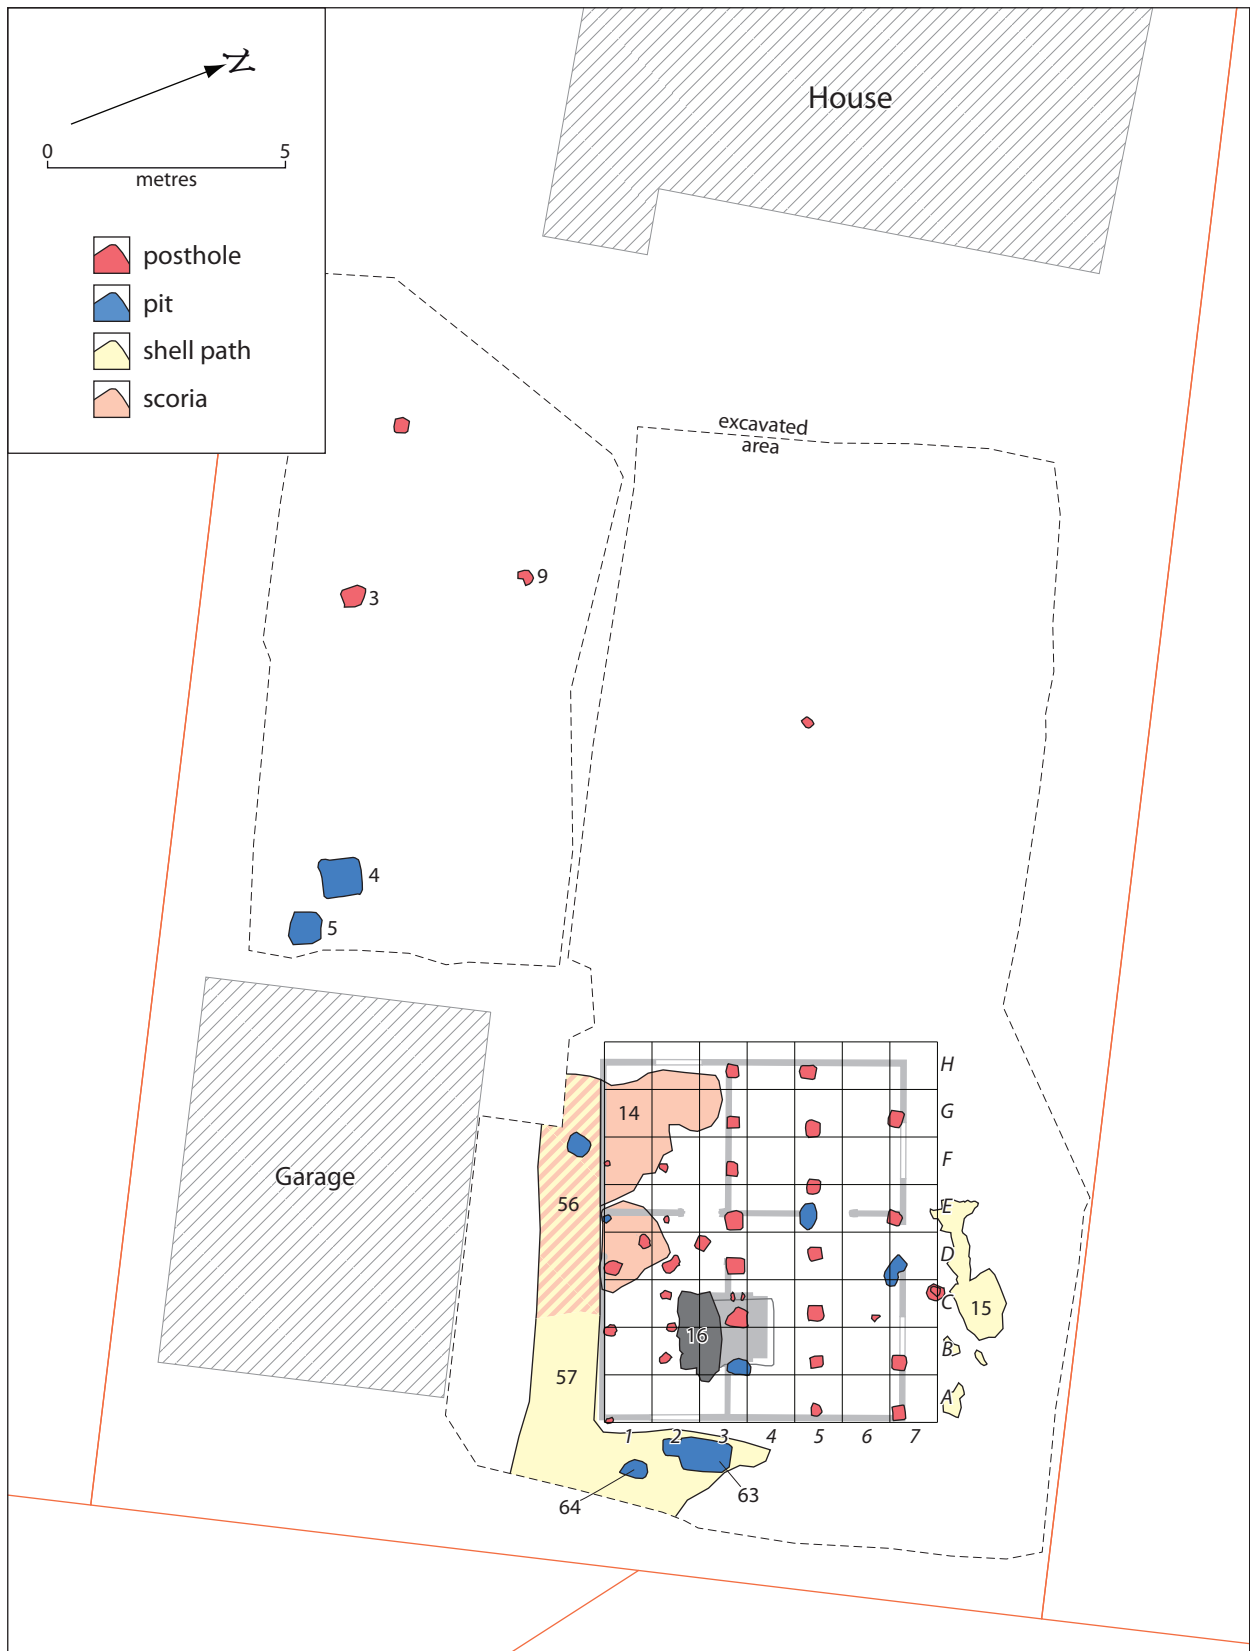 N
0 5
metres
posthole
pit
shell path
scoria
House
excavated
area
9
3
4
5
Garage
H
G
F
E
D
C
B
A
14
56
15
16
57
1 2 3 4 5 6 7
64
63